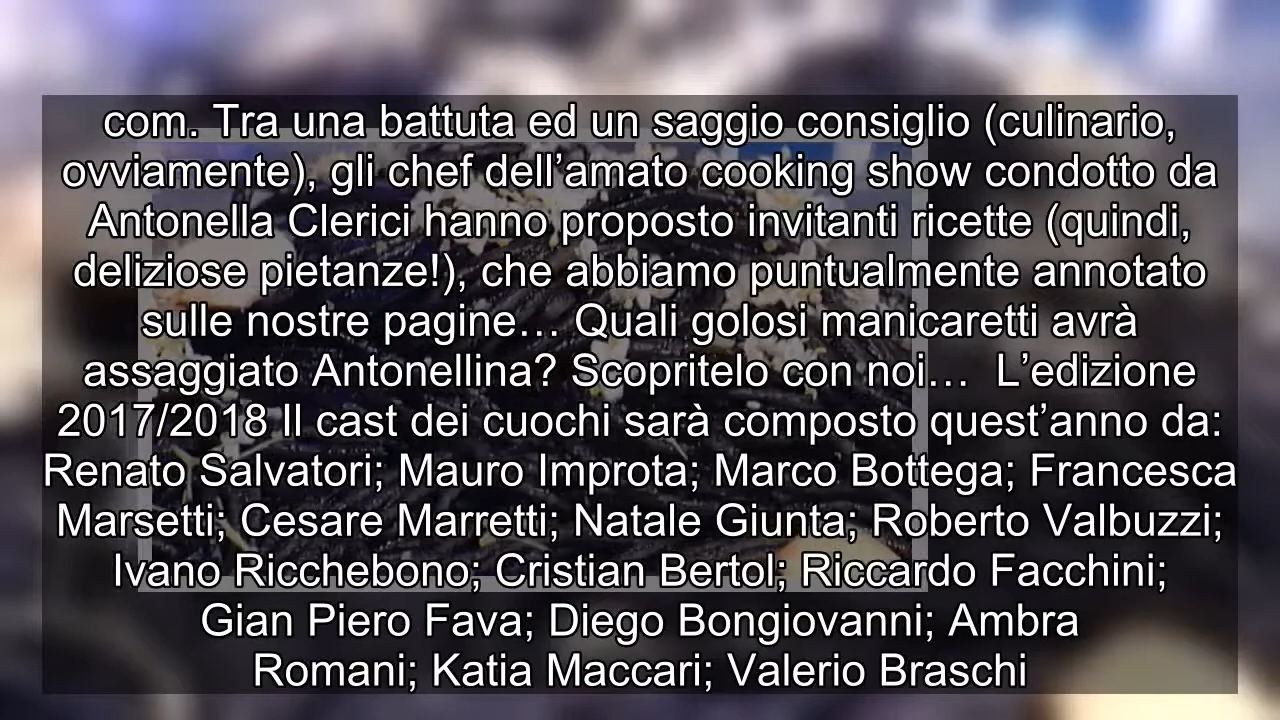 com. Tra una battuta ed un saggio consiglio (culinario,
ovviamente), gli chef dell’amato cooking show condotto da
Antonella Clerici hanno proposto invitanti ricette (quindi,
deliziose pietanze!), che abbiamo puntualmente annotato
sulle nostre pagine… Quali golosi manicaretti avrà
assaggiato Antonellina? Scopritelo con noi…  L’edizione
2017/2018 Il cast dei cuochi sarà composto quest’anno da:
Renato Salvatori; Mauro Improta; Marco Bottega; Francesca
Marsetti; Cesare Marretti; Natale Giunta; Roberto Valbuzzi;
Ivano Ricchebono; Cristian Bertol; Riccardo Facchini;
Gian Piero Fava; Diego Bongiovanni; Ambra
Romani; Katia Maccari; Valerio Braschi